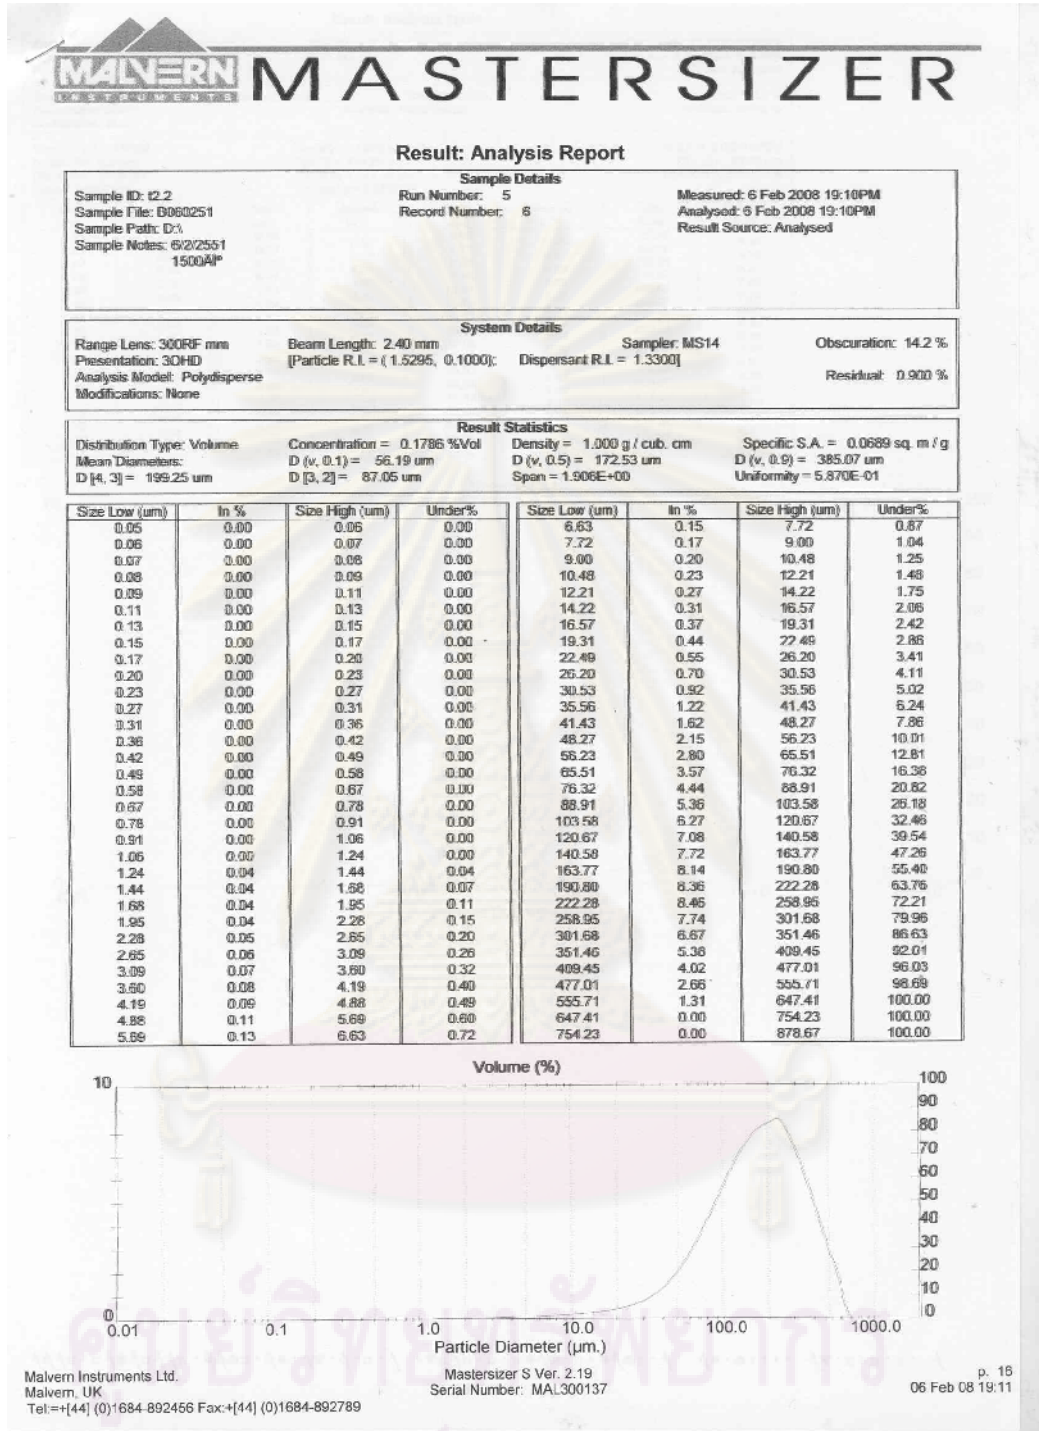 MALVERN
INSTRUMENTS
MASTERSIZER
Result: Analysis Report
Sample Details
Sample ID: t2.2 Run Number: 5 Measured: 6 Feb 2008 19:10PM
Sample File: B060251 Record Number: 6 Analysed: 6 Feb 2008 19:10PM
Sample Path: D:\ Result Source: Analysed
Sample Notes: 6/2/2551
System Details
Range Lens: 300RF mm Beam Length: 2.40 mm Sampler: MS14 Obscuration: 14.2 %
Presentation: 3OHD [Particle R.I. = ( 1.5295, 0.1000); Dispersant R.I. = 1.3300]
Analysis Model: Polydisperse Residual: 0.900 %
Modifications: None
Result Statistics
Distribution Type: Volume Concentration = 0.1786 %Vol Density = 1.000 g / cub. cm Specific S.A. = 0.0689 sq. m / g
Mean Diameters: D (v, 0.1) = 56.19 um D (v, 0.5) = 172.53 um D (v, 0.9) = 385.07 um
D [4, 3] = 199.25 um D [3, 2] = 87.05 um Span = 1.906E+00 Uniformity = 5.870E-01
Size Low (um) In % Size High (um) Under% Size Low (um) In % Size High (um) Under%
0.05 0.00 0.06 0.00 6.63 0.15 7.72 0.87
0.06 0.00 0.07 0.00 7.72 0.17 9.00 1.04
0.07 0.00 0.08 0.00 9.00 0.20 10.48 1.25
0.08 0.00 0.09 0.00 10.48 0.23 12.21 1.48
0.09 0.00 0.11 0.00 12.21 0.27 14.22 1.75
0.11 0.00 0.13 0.00 14.22 0.31 16.57 2.06
0.13 0.00 0.15 0.00 16.57 0.37 19.31 2.42
0.15 0.00 0.17 0.00 19.31 0.44 22.49 2.86
0.17 0.00 0.20 0.00 22.49 0.55 26.20 3.41
0.20 0.00 0.23 0.00 26.20 0.70 30.53 4.11
0.23 0.00 0.27 0.00 30.53 0.92 35.56 5.02
0.27 0.00 0.31 0.00 35.56 1.22 41.43 6.24
0.31 0.00 0.36 0.00 41.43 1.62 48.27 7.86
0.36 0.00 0.42 0.00 48.27 2.15 56.23 10.01
0.42 0.00 0.49 0.00 56.23 2.80 65.51 12.81
0.49 0.00 0.58 0.00 65.51 3.57 76.32 16.38
0.58 0.00 0.67 0.00 76.32 4.44 88.91 20.82
0.67 0.00 0.78 0.00 88.91 5.36 103.58 26.18
0.78 0.00 0.91 0.00 103.58 6.27 120.67 32.46
0.91 0.00 1.06 0.00 120.67 7.08 140.58 39.54
1.06 0.00 1.24 0.00 140.58 7.72 163.77 47.26
1.24 0.04 1.44 0.04 163.77 8.14 190.80 55.40
1.44 0.04 1.68 0.07 190.80 8.36 222.28 63.76
1.68 0.04 1.95 0.11 222.28 8.46 258.95 72.21
1.95 0.04 2.28 0.15 258.95 7.74 301.68 79.96
2.28 0.05 2.65 0.20 301.68 6.67 351.46 86.63
2.65 0.06 3.09 0.26 351.46 5.38 409.45 92.01
3.09 0.07 3.60 0.32 409.45 4.02 477.01 96.03
3.60 0.08 4.19 0.40 477.01 2.66 555.71 98.69
4.19 0.09 4.88 0.49 555.71 1.31 647.41 100.00
4.88 0.11 5.69 0.60 647.41 0.00 754.23 100.00
5.69 0.13 6.63 0.72 754.23 0.00 878.67 100.00
Volume (%)
10 100
90
80
70
60
50
40
30
20
10
0 0
0.01 0.1 1.0 10.0 100.0 1000.0
Particle Diameter (µm.)
ศูนย์วิทยทรัพยากร
Malvern Instruments Ltd. Mastersizer S Ver. 2.19 p. 16
Malvern, UK Serial Number: MAL300137 06 Feb 08 19:11
Tel:=+[44] (0)1684-892456 Fax:+[44] (0)1684-892789